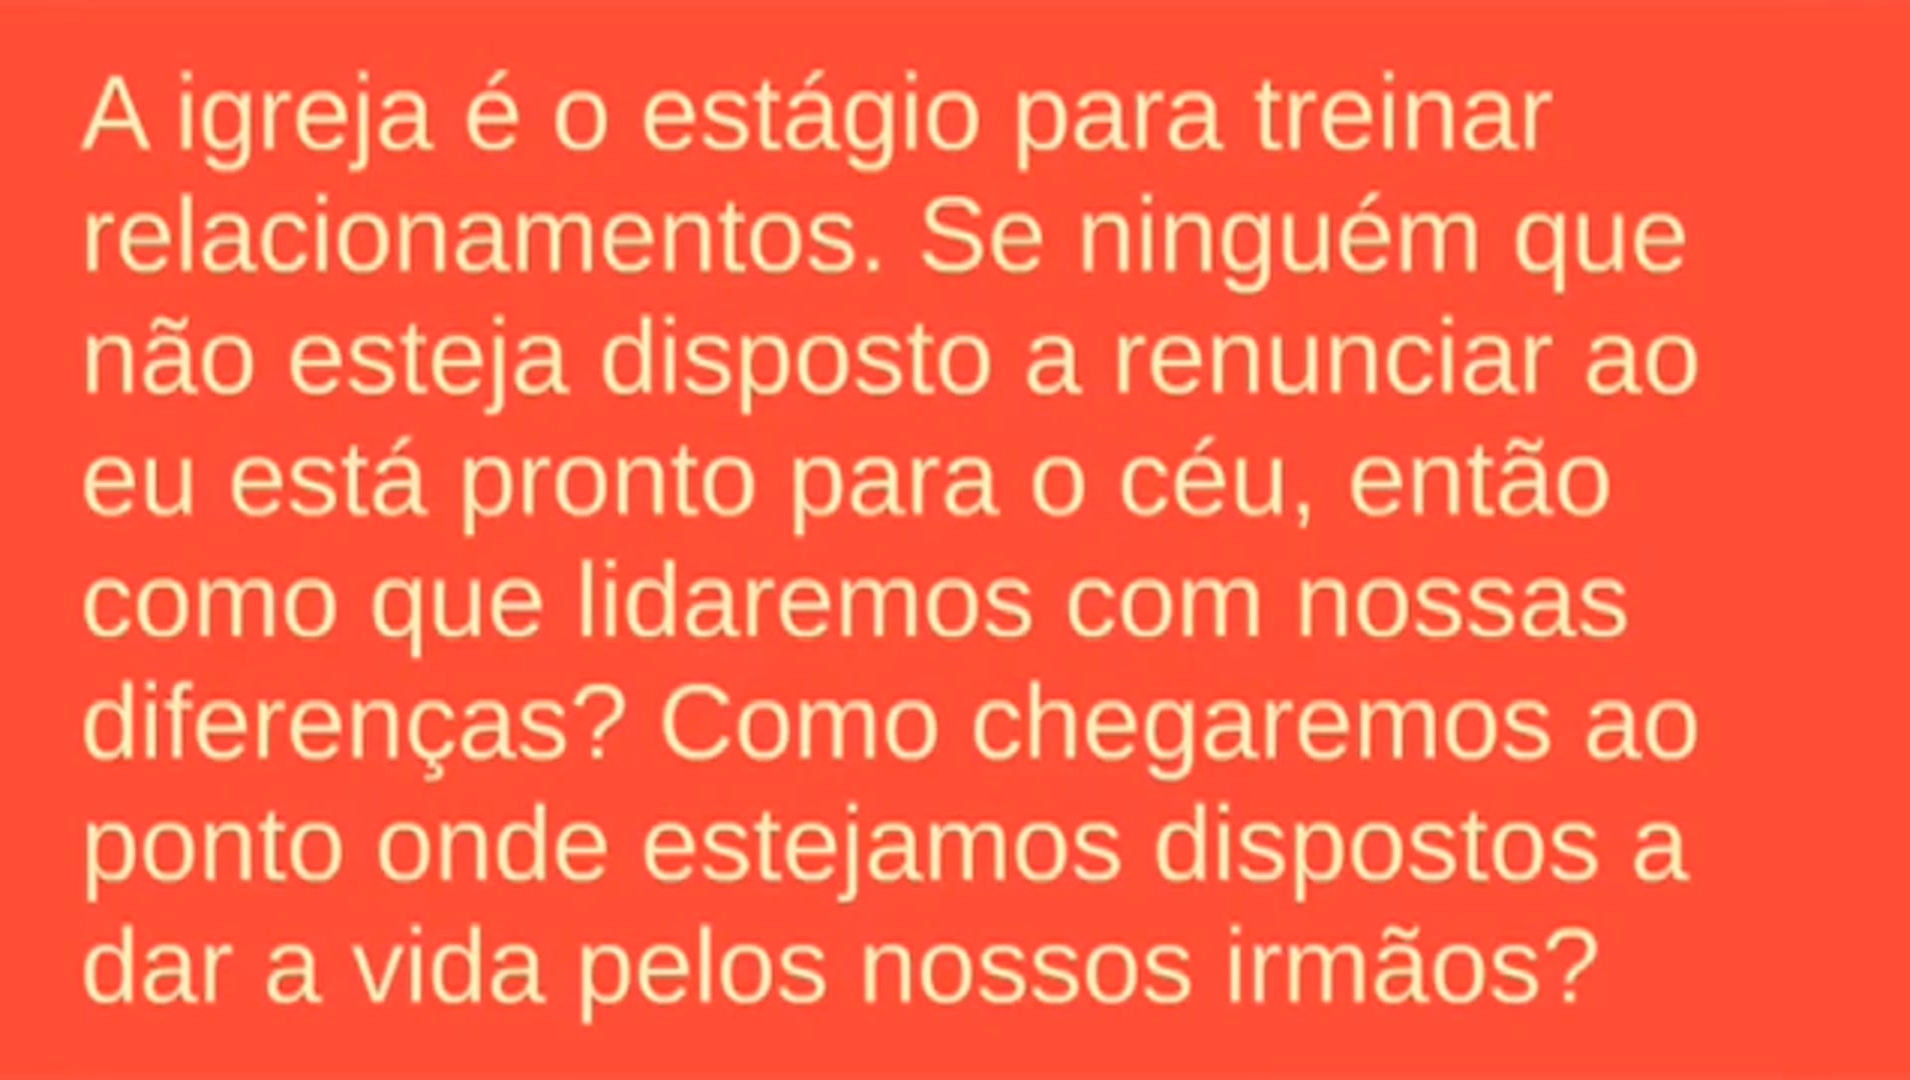 A igreja é o estágio para treinar
relacionamentos. Se ninguém que
não esteja disposto a renunciar ao
eu está pronto para o céu, então
como que lidaremos com nossas
diferenças? Como chegaremos ao
ponto onde estejamos dispostos a
dar a vida pelos nossos irmãos?